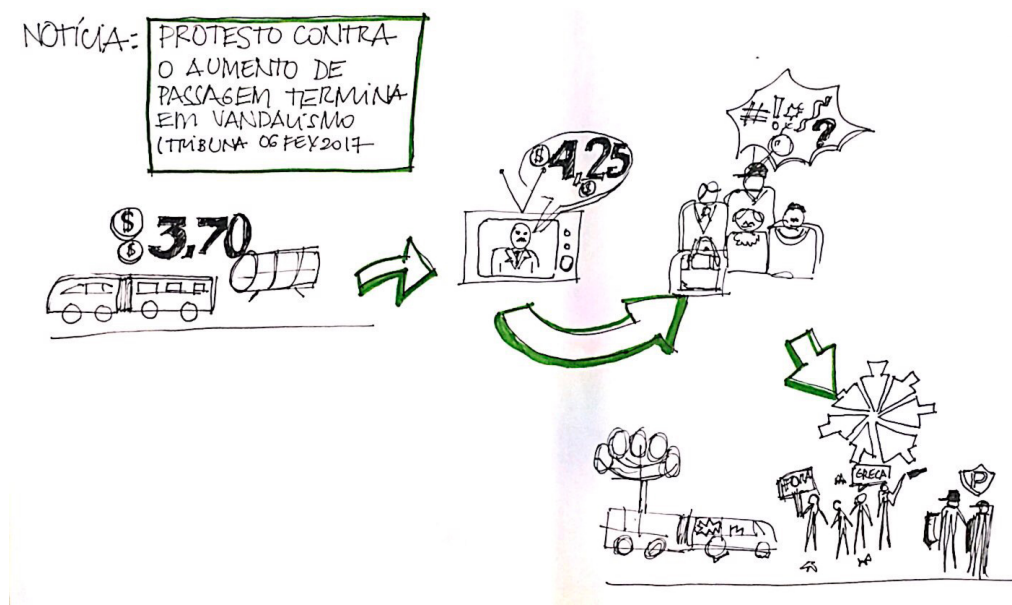 NOTÍCIA:
PROTESTO CONTRA
O AUMENTO DE
PASSAGEM TERMINA
EM VANDALISMO
(TRIBUNA 06 FEV 2017
$ $ 3,70
$ 4,25 $
#!¤
?
FORA
GRECA
P